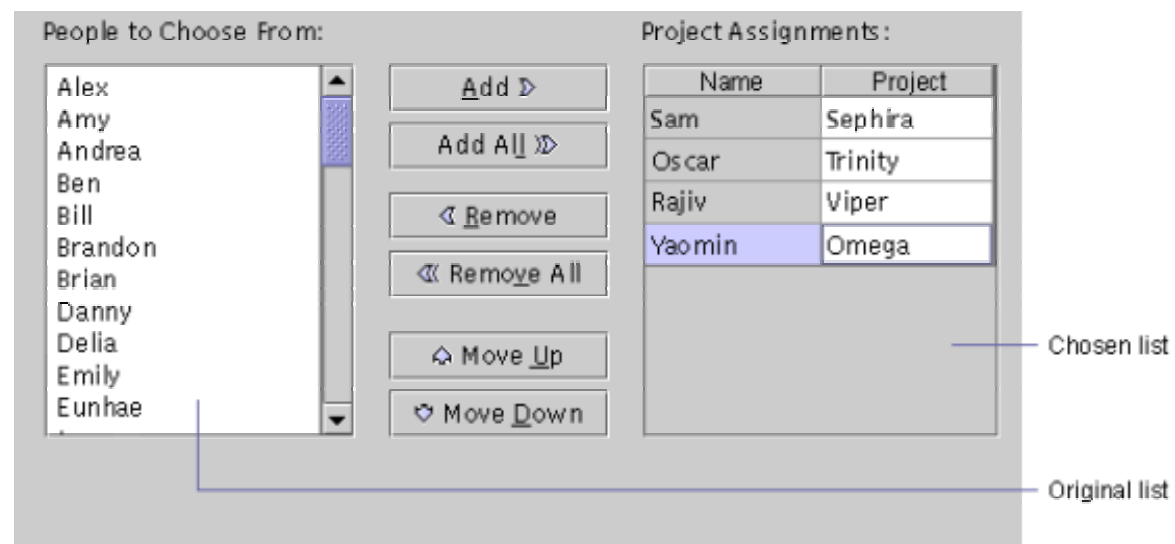 People to Choose From:
Alex
Amy
Andrea
Ben
Bill
Brandon
Brian
Danny
Delia
Emily
Eunhae
Add
Add All
Remove
Remove All
Move Up
Move Down
Project Assignments:
Name Project
Sam Sephira
Oscar Trinity
Rajiv Viper
Yaomin Omega
Chosen list
Original list